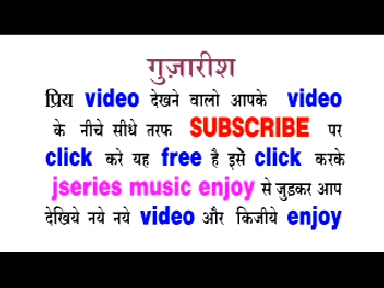 गुज़ारीश
प्रिय video देखने वालो आपके video
के नीचे सीधे तरफ SUBSCRIBE पर
click करे यह free है इसे click करके
jseries music enjoy से जुड़कर आप
देखिये नये नये video और किजीये enjoy